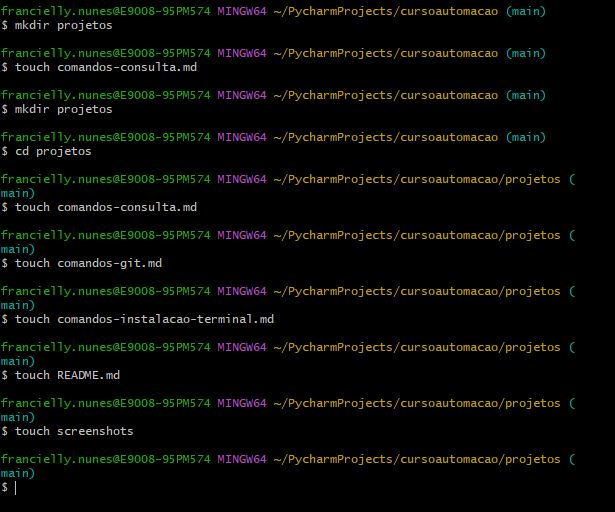 francielly.nunes@E9008-95PM574 MINGW64 ~/PycharmProjects/cursoautomacao (main)
$ mkdir projetos
francielly.nunes@E9008-95PM574 MINGW64 ~/PycharmProjects/cursoautomacao (main)
$ touch comandos-consulta.md
francielly.nunes@E9008-95PM574 MINGW64 ~/PycharmProjects/cursoautomacao (main)
$ mkdir projetos
francielly.nunes@E9008-95PM574 MINGW64 ~/PycharmProjects/cursoautomacao (main)
$ cd projetos
francielly.nunes@E9008-95PM574 MINGW64 ~/PycharmProjects/cursoautomacao/projetos (
main)
$ touch comandos-consulta.md
francielly.nunes@E9008-95PM574 MINGW64 ~/PycharmProjects/cursoautomacao/projetos (
main)
$ touch comandos-git.md
francielly.nunes@E9008-95PM574 MINGW64 ~/PycharmProjects/cursoautomacao/projetos (
main)
$ touch comandos-instalacao-terminal.md
francielly.nunes@E9008-95PM574 MINGW64 ~/PycharmProjects/cursoautomacao/projetos (
main)
$ touch README.md
francielly.nunes@E9008-95PM574 MINGW64 ~/PycharmProjects/cursoautomacao/projetos (
main)
$ touch screenshots
francielly.nunes@E9008-95PM574 MINGW64 ~/PycharmProjects/cursoautomacao/projetos (
main)
$